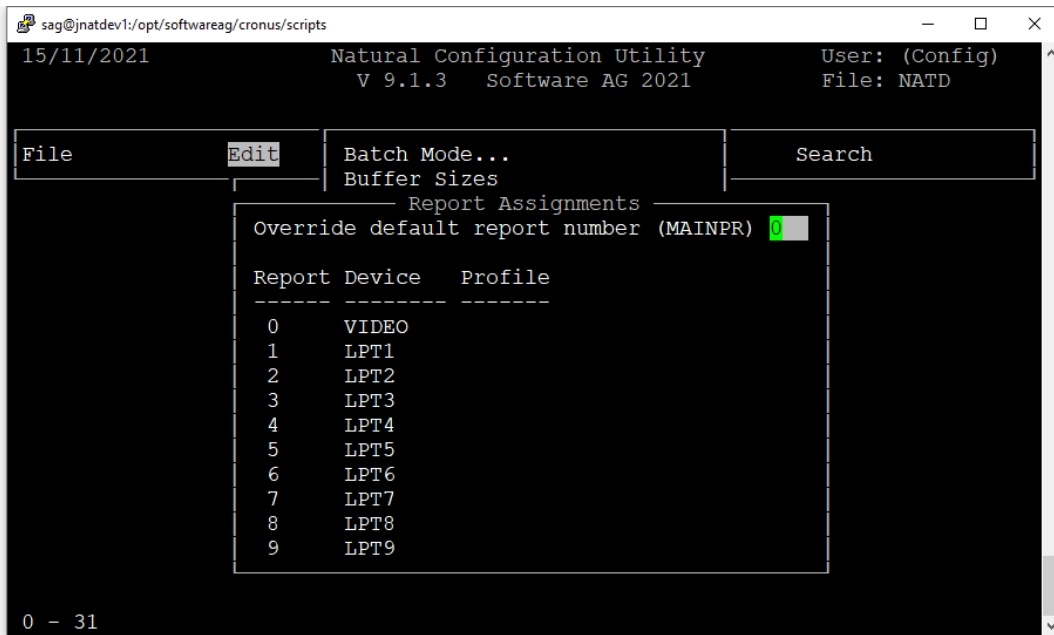 sag@jnatdev1:/opt/softwareag/cronus/scripts
15/11/2021 Natural Configuration Utility User: (Config)
V 9.1.3 Software AG 2021 File: NATD
File Edit Batch Mode... Search
Buffer Sizes
Report Assignments
Override default report number (MAINPR) 0
Report Device Profile
------ -------- -------
0 VIDEO
1 LPT1
2 LPT2
3 LPT3
4 LPT4
5 LPT5
6 LPT6
7 LPT7
8 LPT8
9 LPT9
0 - 31